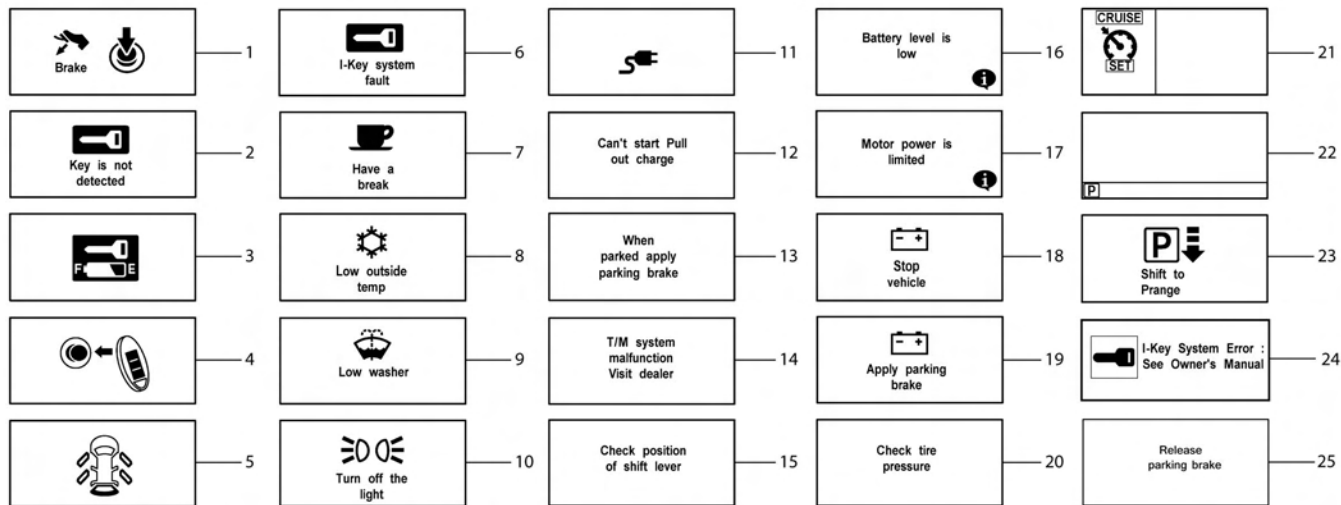 Brake
1
Key is not
detected
2
F E
3
4
5
I-Key system
fault
6
Have a
break
7
Low outside
temp
8
Low washer
9
Turn off the
light
10
11
Can't start Pull
out charge
12
When
parked apply
parking brake
13
T/M system
malfunction
Visit dealer
14
Check position
of shift lever
15
Battery level is
low
i
16
Motor power is
limited
i
17
- +
Stop
vehicle
18
- +
Apply parking
brake
19
Check tire
pressure
20
CRUISE
SET
21
P
22
P
Shift to
Prange
23
I-Key System Error :
See Owner's Manual
24
Release
parking brake
25